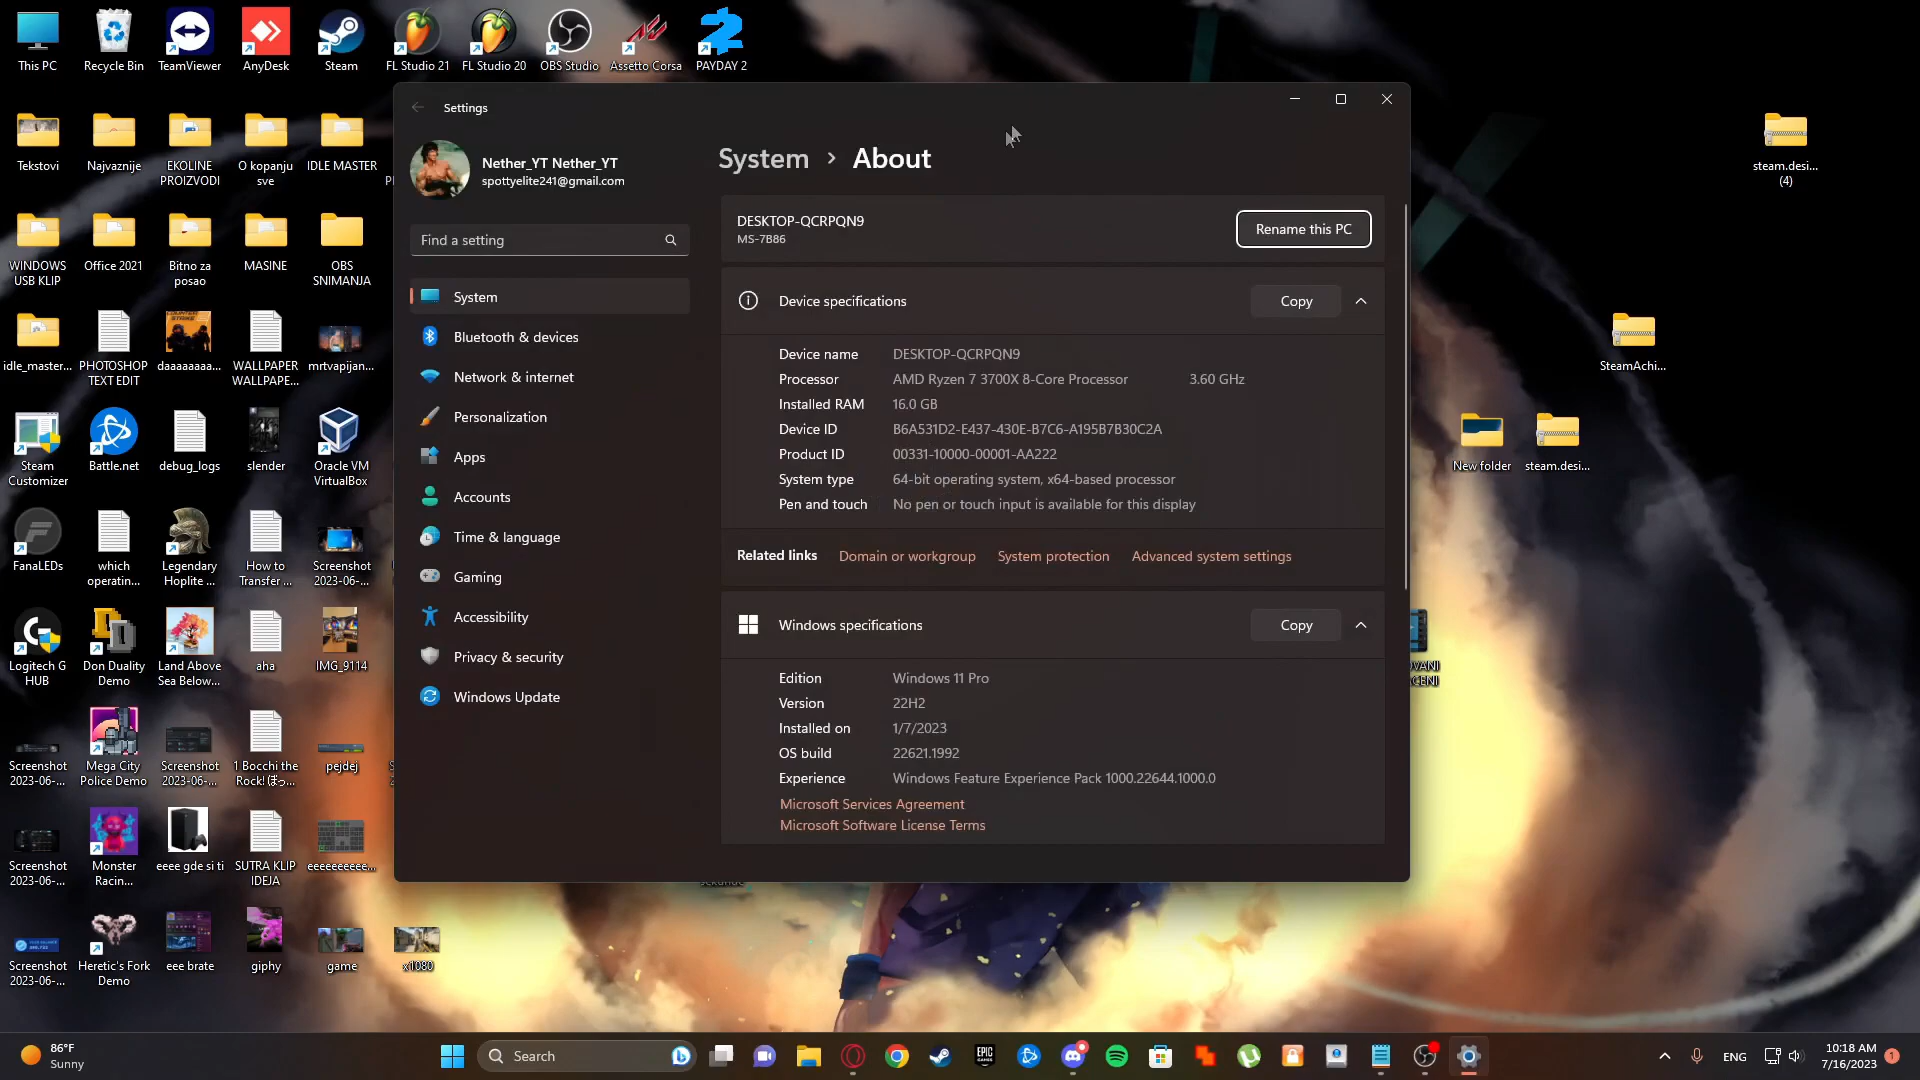 This PC
Recycle Bin
TeamViewer
AnyDesk
Steam
FL Studio 21
FL Studio 20
OBS Studio
Assetto Corsa
PAYDAY 2
Tekstovi
Najvaznije
EKOLINE
PROIZVODI
O kopanju
sve
IDLE MASTER
steam.desi...
(4)
WINDOWS
USB KLIP
Office 2021
Bitno za
posao
MASINE
OBS
SNIMANJA
idle_master...
PHOTOSHOP
TEXT EDIT
daaaaaaaa...
WALLPAPER
WALLPAPE...
mrtvapijan...
SteamAchi...
Steam
Customizer
Battle.net
debug_logs
slender
Oracle VM
VirtualBox
New folder
steam.desi...
FanaLEDs
which
operatin...
Legendary
Hoplite ...
How to
Transfer ...
Screenshot
2023-06-...
Logitech G
HUB
Don Duality
Demo
Land Above
Sea Below...
aha
IMG_9114
Screenshot
2023-06-...
Mega City
Police Demo
Screenshot
2023-06-...
1 Bocchi the
Rock! (ぼっ...
pejdej
Screenshot
2023-06-...
Monster
Racin...
eeee gde si ti
SUTRA KLIP
IDEJA
eeeeeeeeee...
Screenshot
2023-06-...
Heretic's Fork
Demo
eee brate
giphy
game
x1080
Settings
Nether_YT Nether_YT
spottyelite241@gmail.com
Find a setting
System
Bluetooth & devices
Network & internet
Personalization
Apps
Accounts
Time & language
Gaming
Accessibility
Privacy & security
Windows Update
System › About
DESKTOP-QCRPQN9
MS-7B86
Rename this PC
Device specifications
Copy
Device name DESKTOP-QCRPQN9
Processor AMD Ryzen 7 3700X 8-Core Processor 3.60 GHz
Installed RAM 16.0 GB
Device ID B6A531D2-E437-430E-B7C6-A195B7B30C2A
Product ID 00331-10000-00001-AA222
System type 64-bit operating system, x64-based processor
Pen and touch No pen or touch input is available for this display
Related links Domain or workgroup System protection Advanced system settings
Windows specifications
Copy
Edition Windows 11 Pro
Version 22H2
Installed on 1/7/2023
OS build 22621.1992
Experience Windows Feature Experience Pack 1000.22644.1000.0
Microsoft Services Agreement
Microsoft Software License Terms
86°F
Sunny
Search
EPIC
GAMES
ENG
10:18 AM
7/16/2023
1